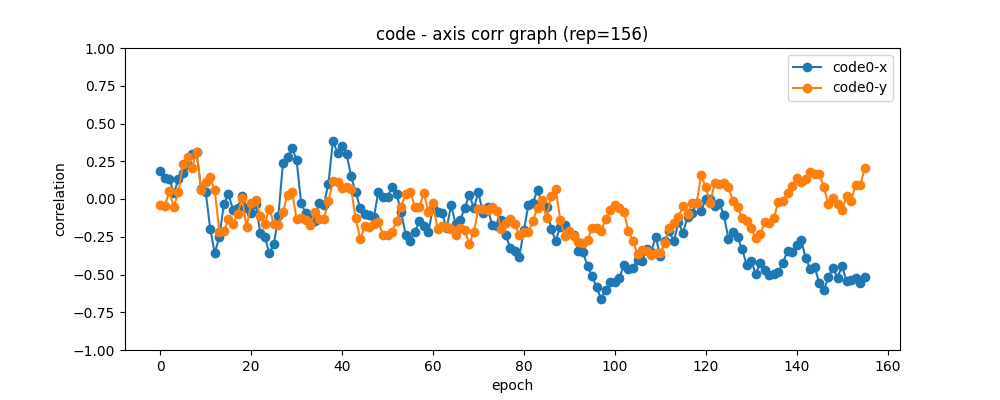 code - axis corr graph (rep=156)
code0-x
code0-y
correlation
1.00
0.75
0.50
0.25
0.00
−0.25
−0.50
−0.75
−1.00
0 20 40 60 80 100 120 140 160
epoch